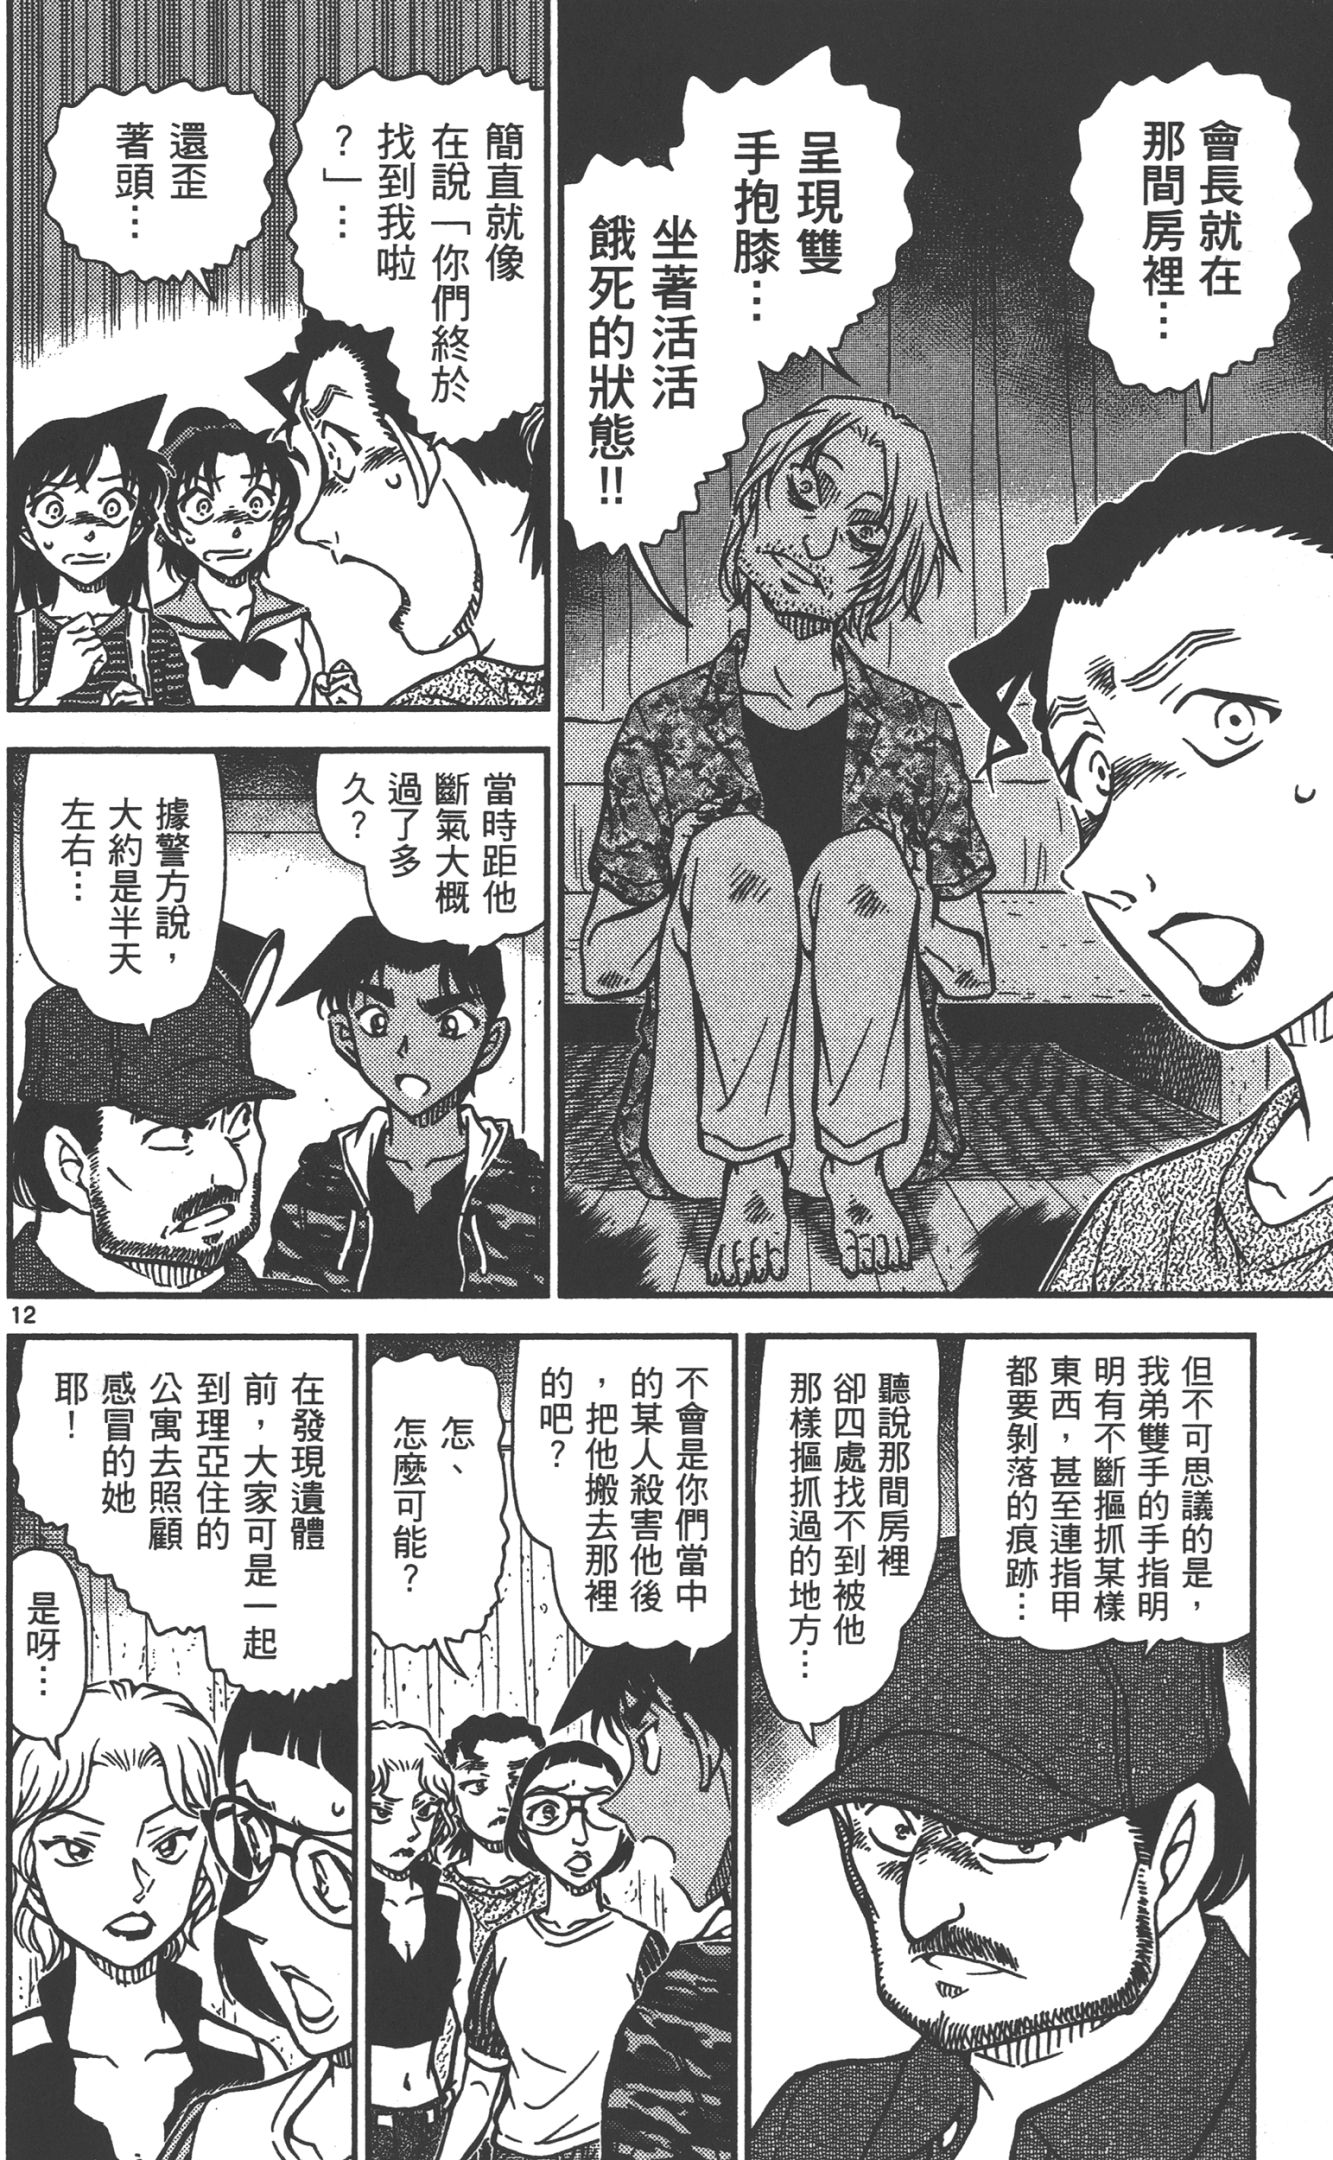 會長就在
那間房裡…
呈現雙
手抱膝…
坐著活活
餓死的狀態!!
簡直就像
在說「你們終於
找到我啦
?」…
還歪
著頭…
當時距他
斷氣大概
過了多
久?
據警方說，
大約是半天
左右…
12
但不可思議的是，
我弟雙手的手指明
明有不斷摳抓某樣
東西，甚至連指甲
都要剝落的痕跡…
聽說那間房裡
卻四處找不到被他
那樣摳抓過的地方…
不會是你們當中
的某人殺害他後
，把他搬去那裡
的吧?
怎、
怎麼可能?
在發現遺體
前，大家可是一起
到理亞住的
公寓去照顧
感冒的她
耶!
是呀…